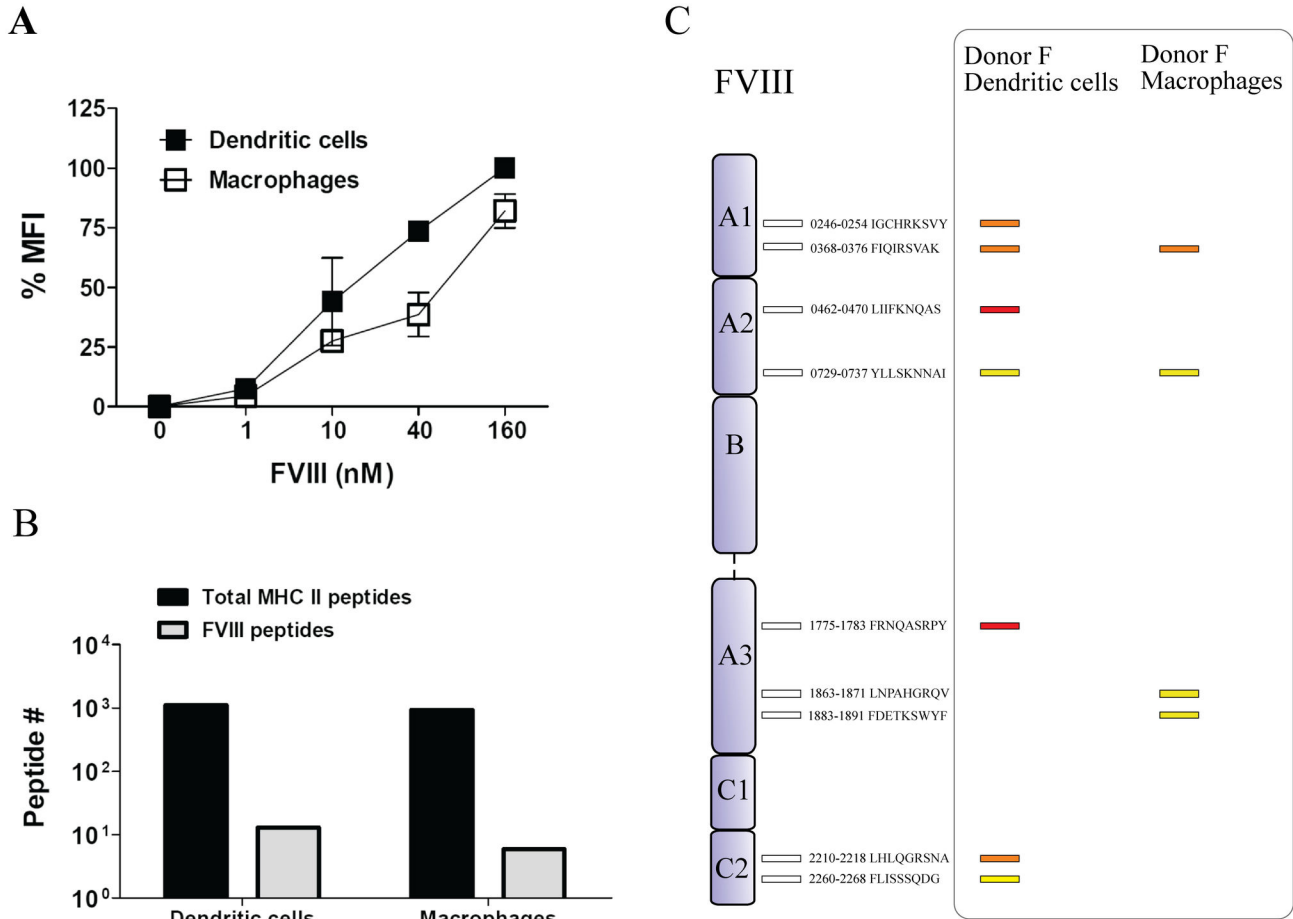 A
125
100
75
50
25
0
% MFI
Dendritic cells
Macrophages
0 1 10 40 160
FVIII (nM)
B
Total MHC II peptides
FVIII peptides
10^4
10^3
10^2
10^1
10^0
Peptide #
Dendritic cells Macrophages
C
FVIII
Donor F
Dendritic cells
Donor F
Macrophages
A1
0246-0254 IGCHRKSVY
0368-0376 FIQIRSVAK
A2
0462-0470 LIIFKNQAS
0729-0737 YLLSKNNAI
B
A3
1775-1783 FRNQASRPY
1863-1871 LNPAHGRQV
1883-1891 FDETKSWYF
C1
C2
2210-2218 LHLQGRSNA
2260-2268 FLISSSQDG